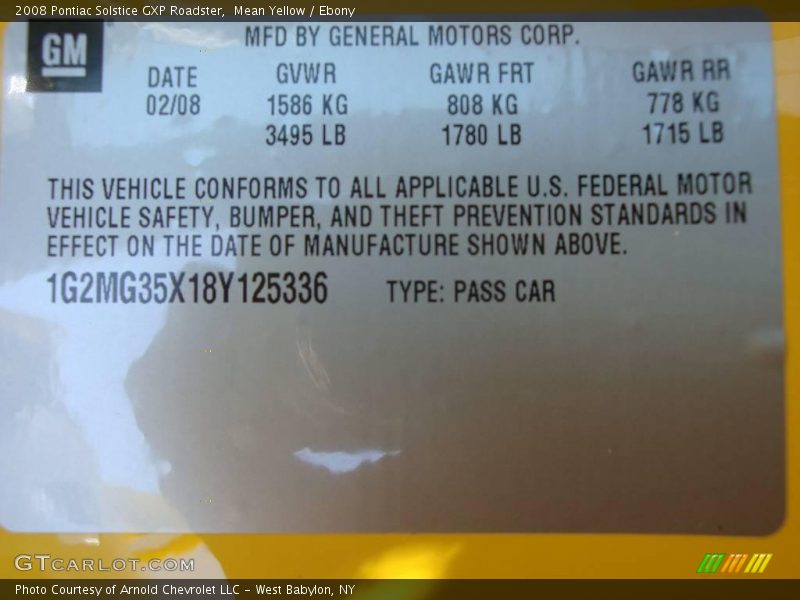 2008 Pontiac Solstice GXP Roadster,  Mean Yellow / Ebony
MFD BY GENERAL MOTORS CORP.
GM
DATE GVWR GAWR FRT GAWR RR
02/08 1586 KG 808 KG 778 KG
3495 LB 1780 LB 1715 LB
THIS VEHICLE CONFORMS TO ALL APPLICABLE U.S. FEDERAL MOTOR
VEHICLE SAFETY, BUMPER, AND THEFT PREVENTION STANDARDS IN
EFFECT ON THE DATE OF MANUFACTURE SHOWN ABOVE.
1G2MG35X18Y125336 TYPE: PASS CAR
GTCARLOT.COM
Photo Courtesy of Arnold Chevrolet LLC - West Babylon, NY